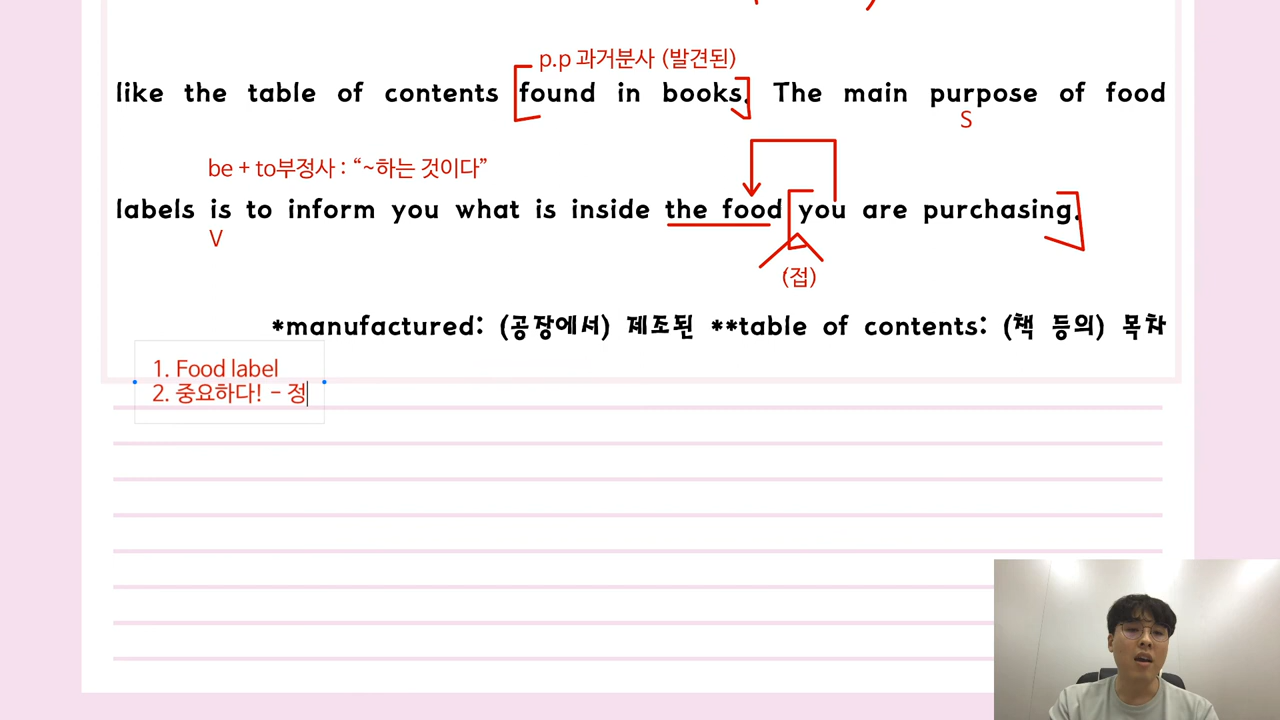 p.p 과거분사 (발견된)
like the table of contents found in books. The main purpose of food
S
be + to부정사 : “~하는 것이다”
labels is to inform you what is inside the food you are purchasing.
V
(접)
*manufactured: (공장에서) 제조된 **table of contents: (책 등의) 목차
1. Food label
2. 중요하다! - 정